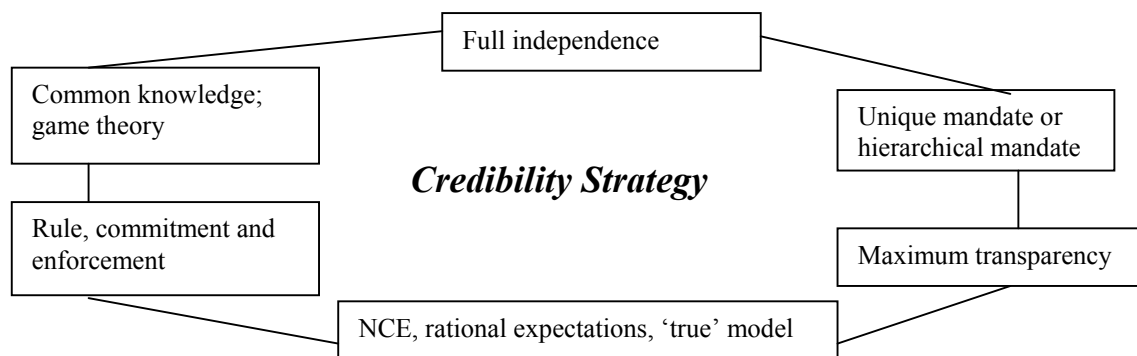 Full independence
Common knowledge;
game theory
Unique mandate or
hierarchical mandate
Credibility Strategy
Rule, commitment and
enforcement
Maximum transparency
NCE, rational expectations, ‘true’ model